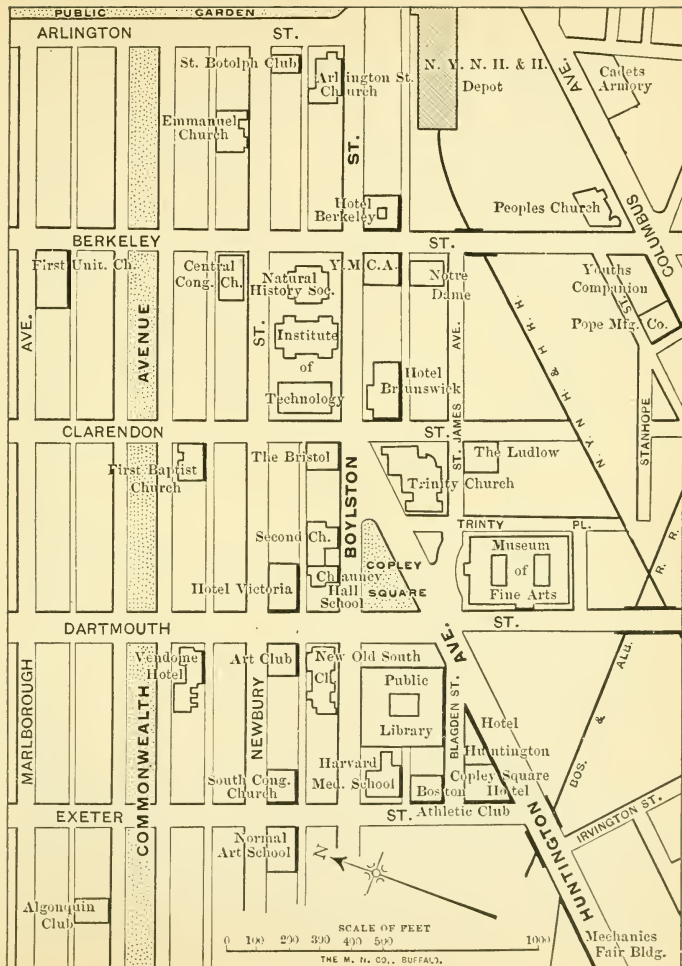 PUBLIC GARDEN
ARLINGTON ST.
St. Botolph Club
Arlington St.
Church
N. Y. N. H. & H.
Depot
AVE.
Cadets
Armory
Emmanuel
Church
ST.
Hotel
Berkeley
Peoples Church
COLUMBUS
BERKELEY ST.
First Unit. Ch.
Central
Cong. Ch.
Natural
History Soc.
Y.M.C.A.
Notre
Dame
Youths
Companion
ST.
Pope Mfg. Co.
AVE.
AVENUE
ST.
Institute
of
Technology
Hotel
Brunswick
AVE.
N. Y. N. H. & H H. H.
STANHOPE
CLARENDON ST.
ST. JAMES
First Baptist
Church
The Bristol
BOYLSTON
Trinity Church
The Ludlow
TRINTY PL.
Second Ch.
COPLEY
SQUARE
Museum
of
Fine Arts
Hotel Victoria
Chauncy
Hall
School
R.
R.
DARTMOUTH ST.
Vendome
Hotel
Art Club
New Old South
Ch.
AVE.
Public
Library
BLAGDEN ST.
MARLBOROUGH
COMMONWEALTH
NEWBURY
Hotel
Huntington
BOS. & ALB.
South Cong.
Church
Harvard
Med. School
Boston
Athletic Club
Copley Square
Hotel
EXETER ST.
HUNTINGTON
IRVINGTON ST.
Normal
Art School
N
Algonquin
Club
Mechanics
Fair Bldg.
SCALE OF FEET
0 100 200 300 400 500 1000
THE M. N. CO., BUFFALO.